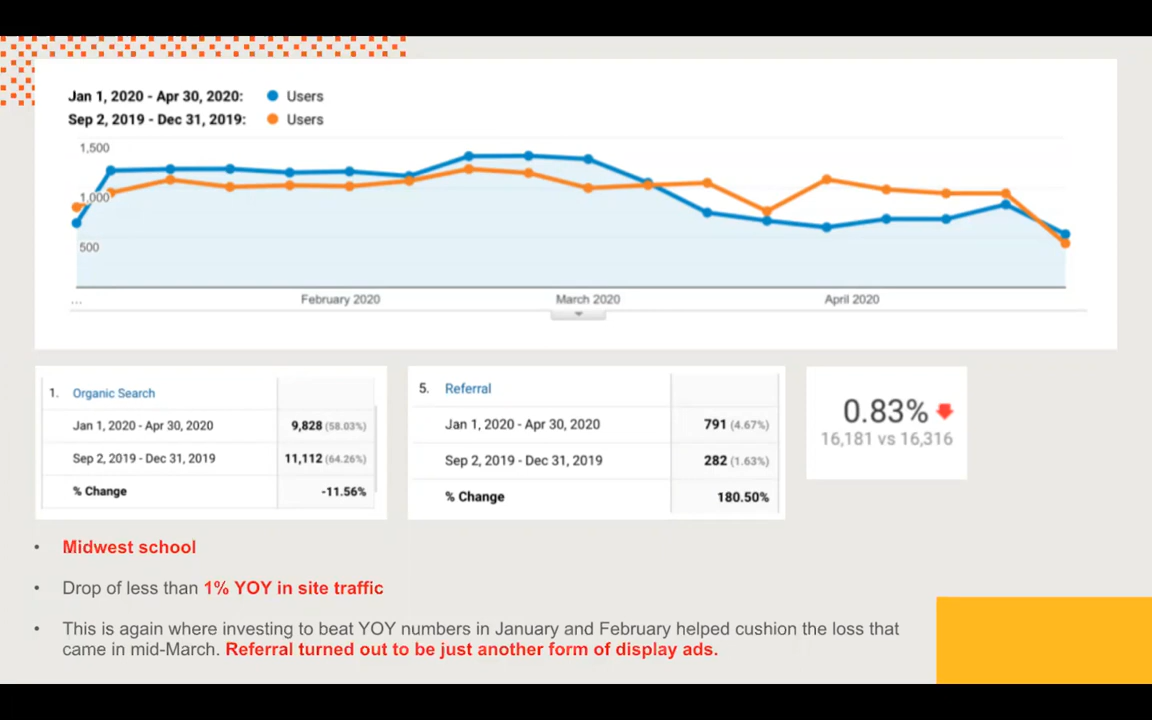 Jan 1, 2020 - Apr 30, 2020: Users
Sep 2, 2019 - Dec 31, 2019: Users
1,500
1,000
500
... February 2020 March 2020 April 2020
1. Organic Search
Jan 1, 2020 - Apr 30, 2020 9,828 (58.03%)
Sep 2, 2019 - Dec 31, 2019 11,112 (64.26%)
% Change -11.56%
5. Referral
Jan 1, 2020 - Apr 30, 2020 791 (4.67%)
Sep 2, 2019 - Dec 31, 2019 282 (1.63%)
% Change 180.50%
0.83%
16,181 vs 16,316
• Midwest school
• Drop of less than 1% YOY in site traffic
• This is again where investing to beat YOY numbers in January and February helped cushion the loss that
came in mid-March. Referral turned out to be just another form of display ads.